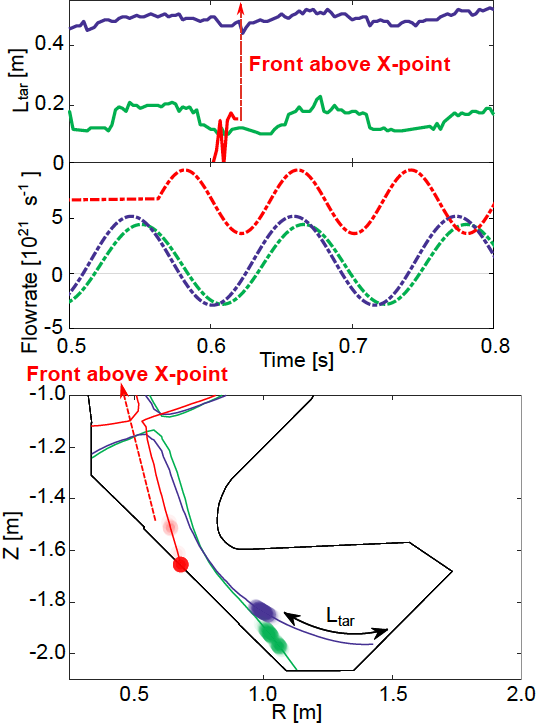 0.4
L_tar [m]
Front above X-point
0.2
0
Flowrate [10^21 s^-1]
5
0
-5
0.5 0.6 0.7 0.8
Time [s]
Front above X-point
-1.0
-1.2
-1.4
Z [m]
-1.6
-1.8
L_tar
-2.0
0.5 1.0 1.5 2.0
R [m]